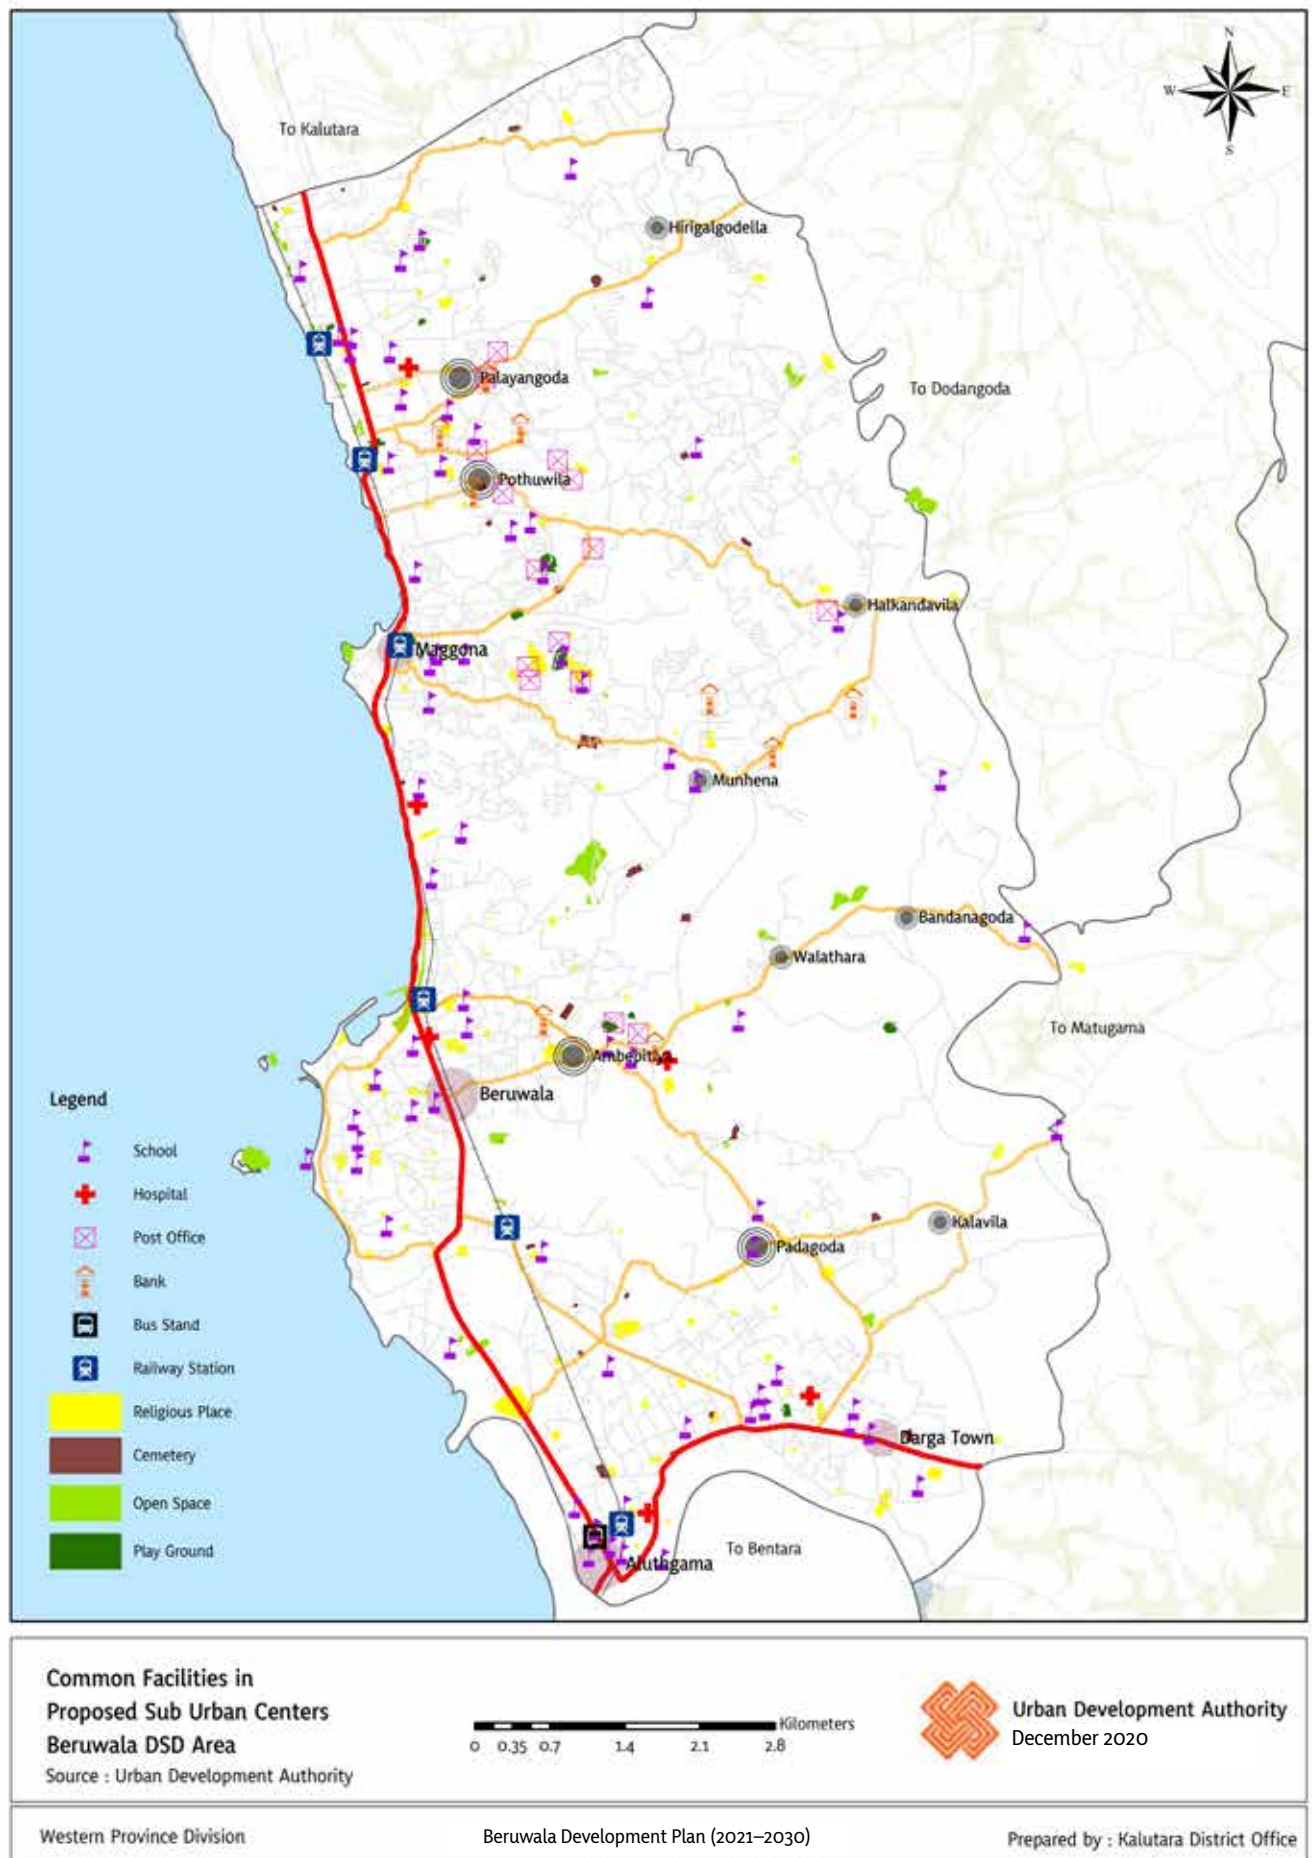 N
W
E
S
To Kalutara
Hirigalgodella
Palayangoda
To Dodangoda
Pothuwila
Halkandavila
Maggona
Munhena
Bandanagoda
Walathara
To Matugama
Ambepitiya
Beruwala
Kalavila
Padagoda
Darga Town
To Bentara
Aluthgama
Legend
School
Hospital
Post Office
Bank
Bus Stand
Railway Station
Religious Place
Cemetery
Open Space
Play Ground
Common Facilities in
Proposed Sub Urban Centers
Beruwala DSD Area
Source : Urban Development Authority
Kilometers
0 0.35 0.7 1.4 2.1 2.8
Urban Development Authority
December 2020
Western Province Division
Beruwala Development Plan (2021–2030)
Prepared by : Kalutara District Office